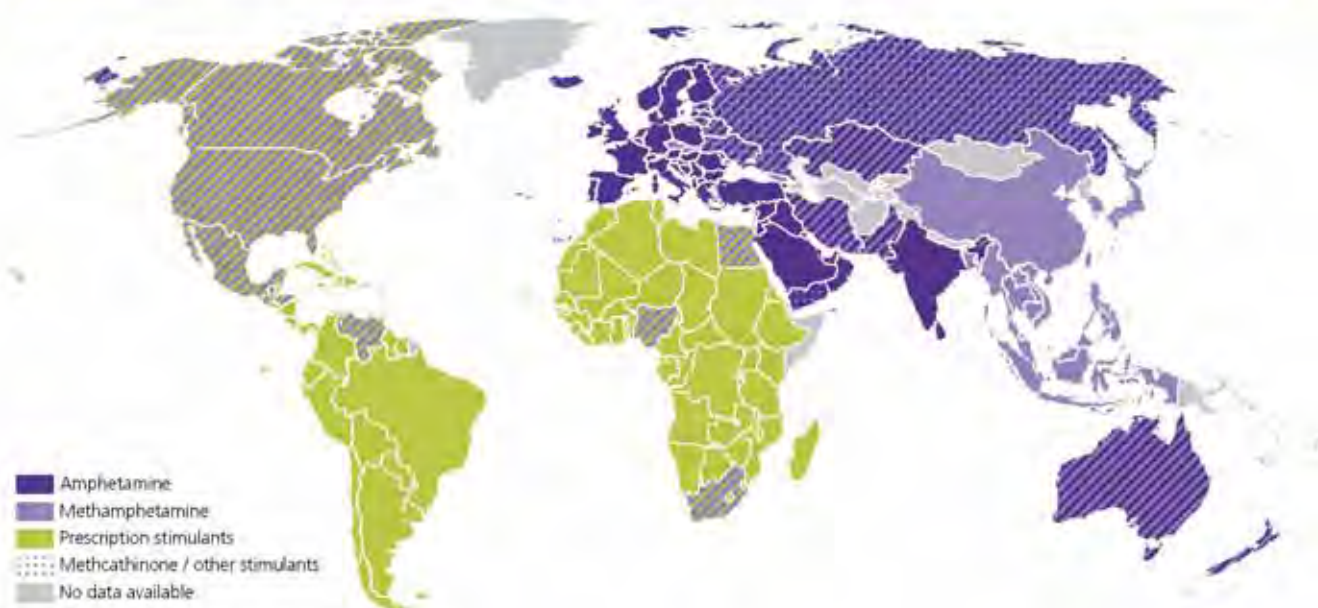 Amphetamine
Methamphetamine
Prescription stimulants
Methcathinone / other stimulants
No data available